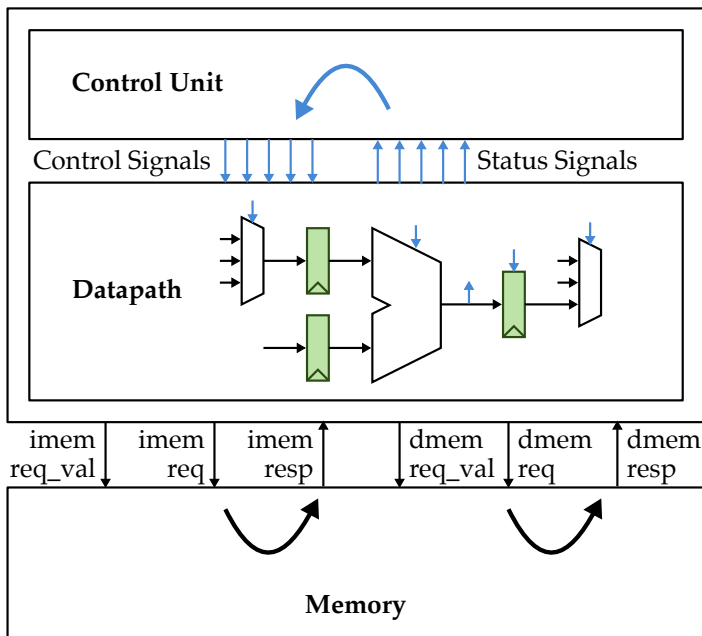 Control Unit
Control Signals
Status Signals
Datapath
imem
req_val
imem
req
imem
resp
dmem
req_val
dmem
req
dmem
resp
Memory